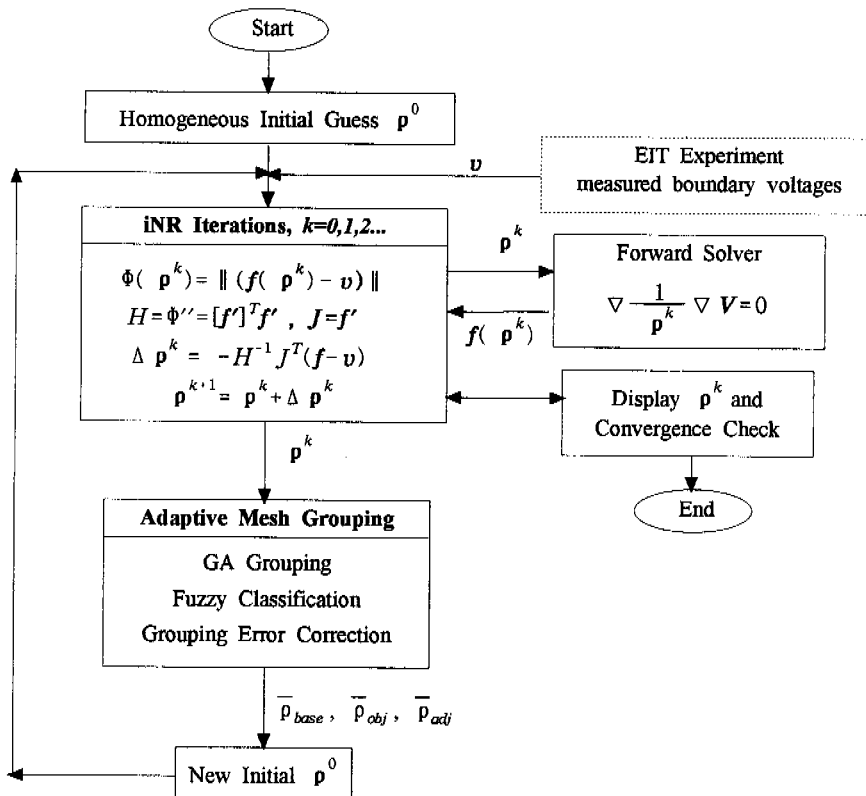 Start
Homogeneous Initial Guess ρ⁰
υ
EIT Experiment
measured boundary voltages
iNR Iterations, k=0,1,2...
Φ( ρᵏ)= ‖ (f( ρᵏ)− υ) ‖
H=Φ′′=[f′]ᵀf′ , J=f′
Δ ρᵏ = −H⁻¹Jᵀ(f−υ)
ρᵏ⁺¹= ρᵏ+Δ ρᵏ
ρᵏ
f( ρᵏ)
Forward Solver
∇ 1/ρᵏ ∇ V=0
Display ρᵏ and
Convergence Check
End
ρᵏ
Adaptive Mesh Grouping
GA Grouping
Fuzzy Classification
Grouping Error Correction
ρ̅base , ρ̅obj , ρ̅adj
New Initial ρ⁰